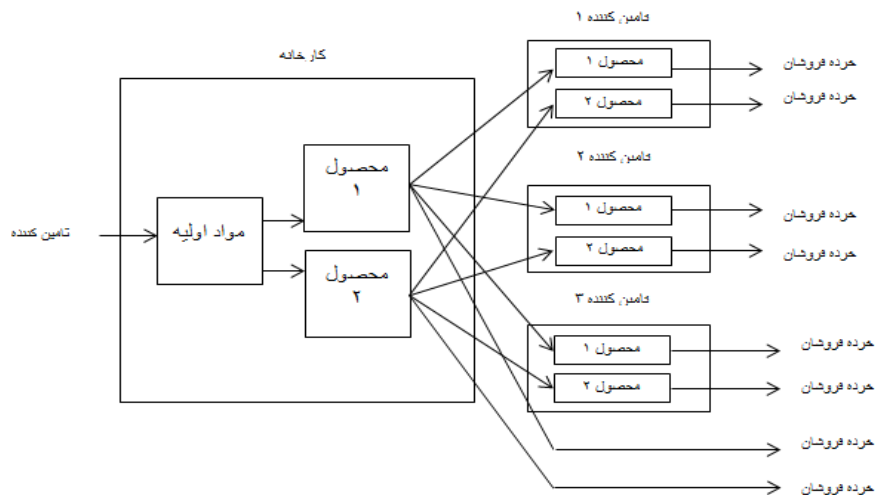 تامین کننده ۱
کارخانه
محصول ۱
خرده فروشان
محصول ۲
خرده فروشان
محصول
۱
تامین کننده ۲
مواد اولیه
محصول ۱
خرده فروشان
تامین کننده
محصول ۲
خرده فروشان
محصول
۲
تامین کننده ۳
محصول ۱
خرده فروشان
محصول ۲
خرده فروشان
خرده فروشان
خرده فروشان